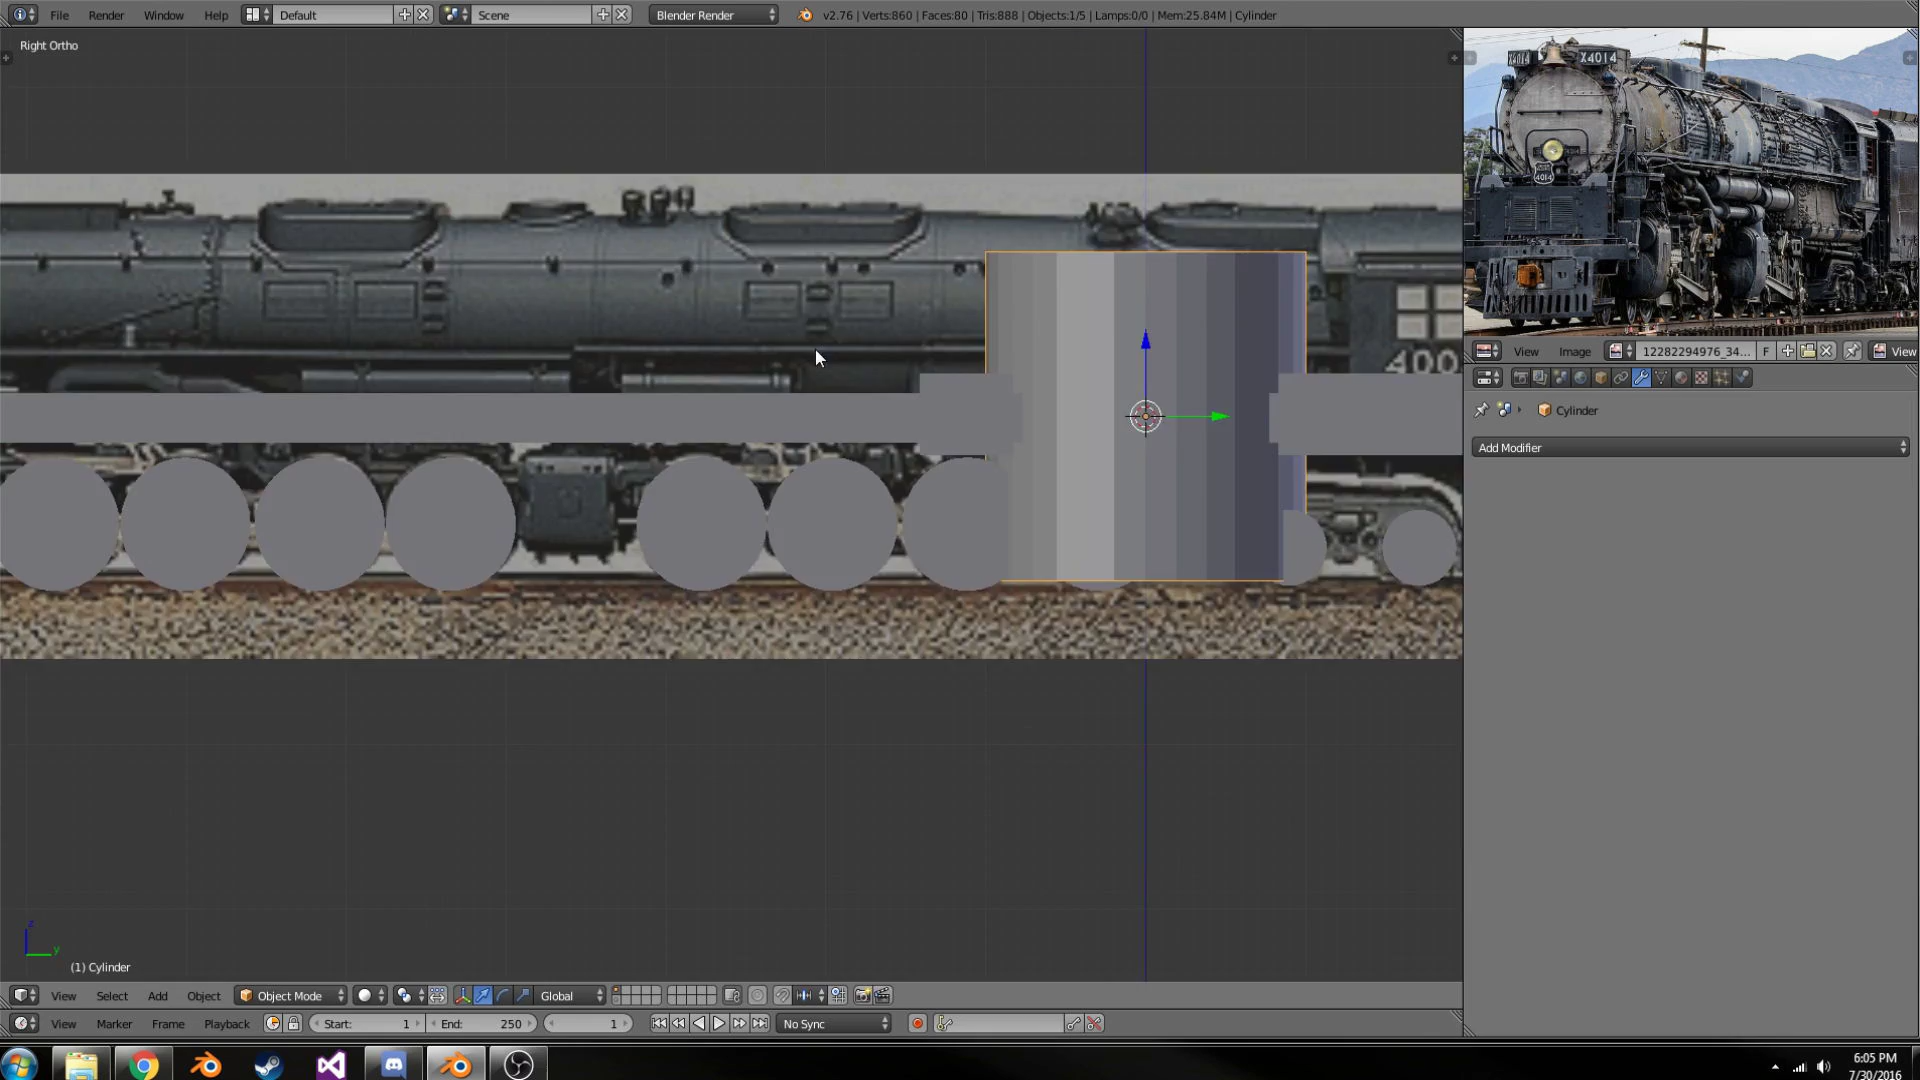 File Render Window Help Default Scene Blender Render v2.76 | Verts:860 | Faces:80 | Tris:888 | Objects:1/5 | Lamps:0/0 | Mem:25.84M | Cylinder
Right Ortho
X4014
4014
400
View Image 12282294976_34... F View
Cylinder
Add Modifier
z
y
(1) Cylinder
View Select Add Object Object Mode Global
View Marker Frame Playback Start: 1 End: 250 1 No Sync
6:05 PM
7/30/2016